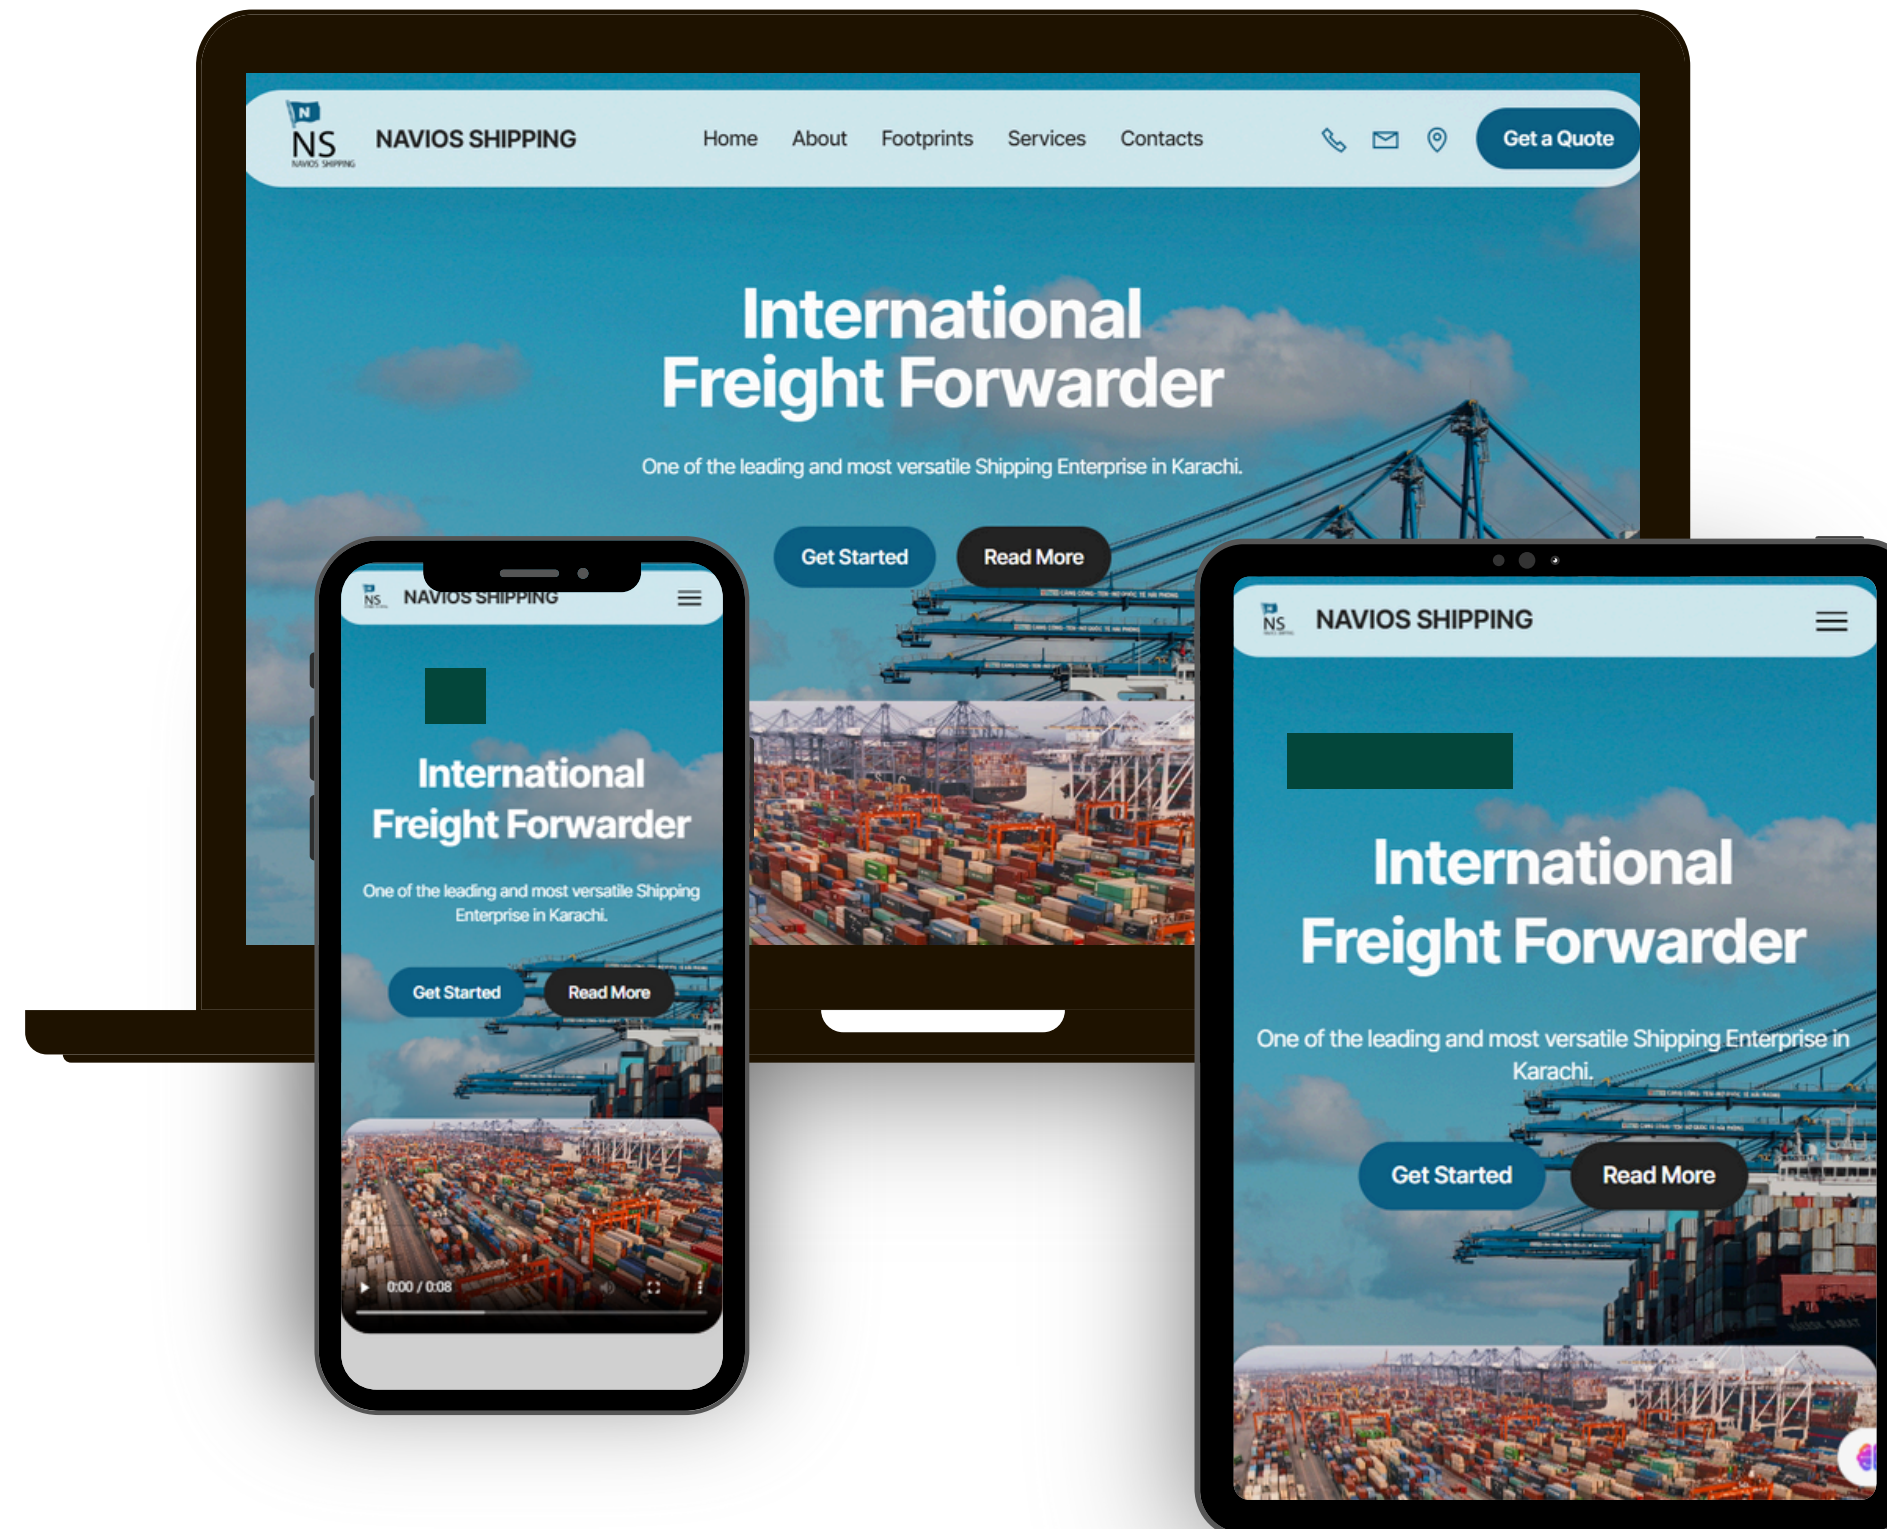 N
NS
NAVIOS SHIPPING
NAVIOS SHIPPING
Home
About
Footprints
Services
Contacts
Get a Quote
International
Freight Forwarder
One of the leading and most versatile Shipping Enterprise in Karachi.
Get Started
Read More
NS
NAVIOS SHIPPING
International
Freight Forwarder
One of the leading and most versatile Shipping
Enterprise in Karachi.
Get Started
Read More
0:00 / 0:08
NS
NAVIOS SHIPPING
International
Freight Forwarder
One of the leading and most versatile Shipping Enterprise in
Karachi.
Get Started
Read More